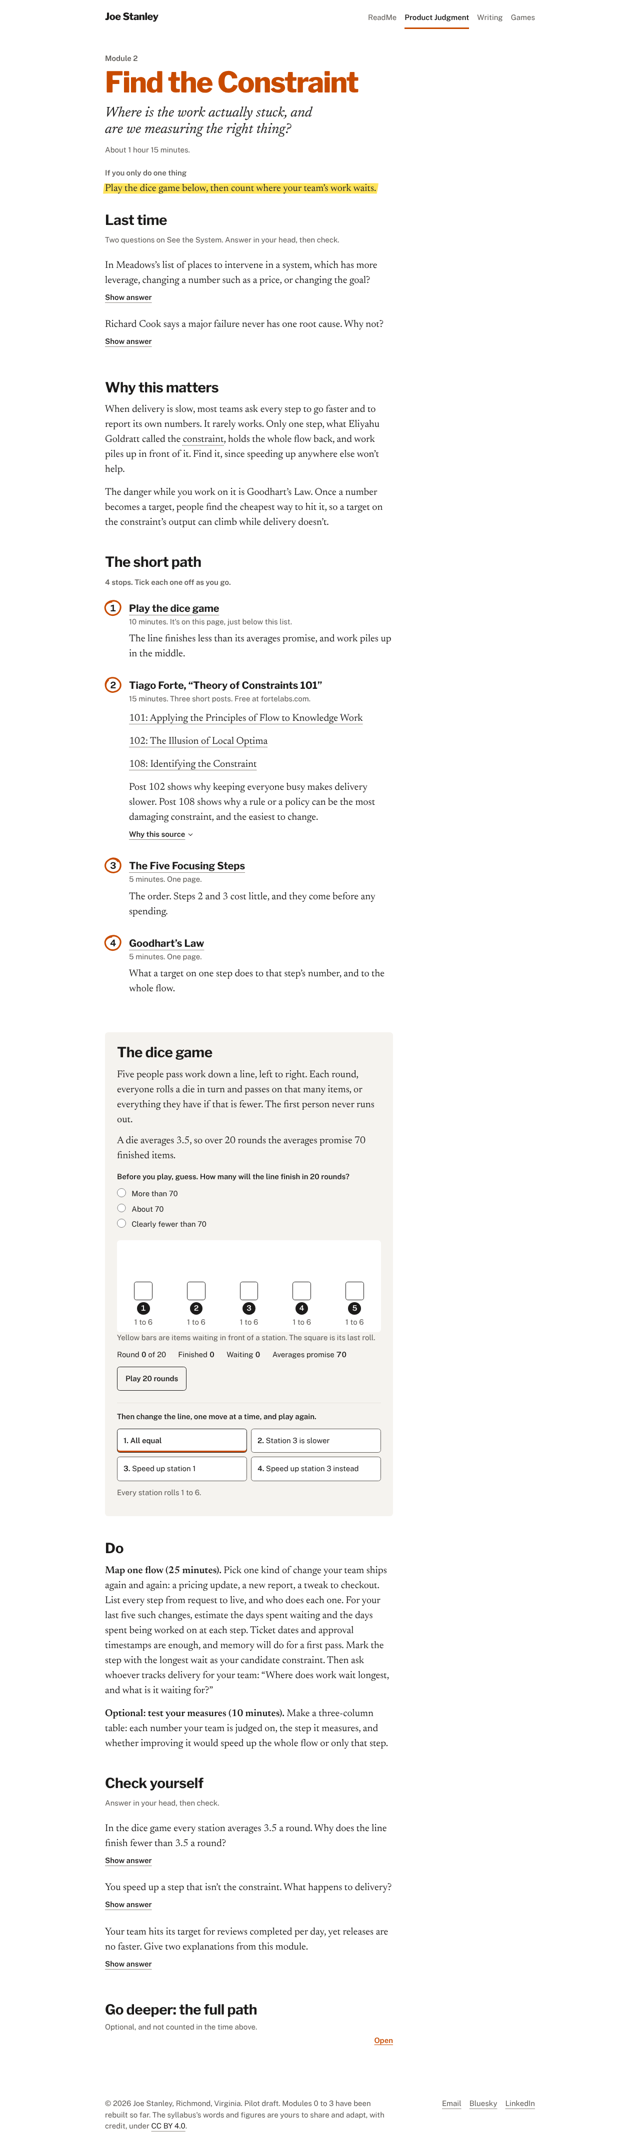 Joe Stanley
ReadMe Product Judgment Writing Games
Module 2
Find the Constraint
Where is the work actually stuck, and
are we measuring the right thing?
About 1 hour 15 minutes.
If you only do one thing
Play the dice game below, then count where your team’s work waits.
Last time
Two questions on See the System. Answer in your head, then check.
In Meadows’s list of places to intervene in a system, which has more
leverage, changing a number such as a price, or changing the goal?
Show answer
Richard Cook says a major failure never has one root cause. Why not?
Show answer
Why this matters
When delivery is slow, most teams ask every step to go faster and to
report its own numbers. It rarely works. Only one step, what Eliyahu
Goldratt called the constraint, holds the whole flow back, and work
piles up in front of it. Find it, since speeding up anywhere else won’t
help.
The danger while you work on it is Goodhart’s Law. Once a number
becomes a target, people find the cheapest way to hit it, so a target on
the constraint’s output can climb while delivery doesn’t.
The short path
4 stops. Tick each one off as you go.
1 Play the dice game
10 minutes. It’s on this page, just below this list.
The line finishes less than its averages promise, and work piles up
in the middle.
2 Tiago Forte, “Theory of Constraints 101”
15 minutes. Three short posts. Free at fortelabs.com.
101: Applying the Principles of Flow to Knowledge Work
102: The Illusion of Local Optima
108: Identifying the Constraint
Post 102 shows why keeping everyone busy makes delivery
slower. Post 108 shows why a rule or a policy can be the most
damaging constraint, and the easiest to change.
Why this source
3 The Five Focusing Steps
5 minutes. One page.
The order. Steps 2 and 3 cost little, and they come before any
spending.
4 Goodhart’s Law
5 minutes. One page.
What a target on one step does to that step’s number, and to the
whole flow.
The dice game
Five people pass work down a line, left to right. Each round,
everyone rolls a die in turn and passes on that many items, or
everything they have if that is fewer. The first person never runs
out.
A die averages 3.5, so over 20 rounds the averages promise 70
finished items.
Before you play, guess. How many will the line finish in 20 rounds?
More than 70
About 70
Clearly fewer than 70
1 2 3 4 5
1 to 6 1 to 6 1 to 6 1 to 6 1 to 6
Yellow bars are items waiting in front of a station. The square is its last roll.
Round 0 of 20 Finished 0 Waiting 0 Averages promise 70
Play 20 rounds
Then change the line, one move at a time, and play again.
1. All equal 2. Station 3 is slower
3. Speed up station 1 4. Speed up station 3 instead
Every station rolls 1 to 6.
Do
Map one flow (25 minutes). Pick one kind of change your team ships
again and again: a pricing update, a new report, a tweak to checkout.
List every step from request to live, and who does each one. For your
last five such changes, estimate the days spent waiting and the days
spent being worked on at each step. Ticket dates and approval
timestamps are enough, and memory will do for a first pass. Mark the
step with the longest wait as your candidate constraint. Then ask
whoever tracks delivery for your team: “Where does work wait longest,
and what is it waiting for?”
Optional: test your measures (10 minutes). Make a three-column
table: each number your team is judged on, the step it measures, and
whether improving it would speed up the whole flow or only that step.
Check yourself
Answer in your head, then check.
In the dice game every station averages 3.5 a round. Why does the line
finish fewer than 3.5 a round?
Show answer
You speed up a step that isn’t the constraint. What happens to delivery?
Show answer
Your team hits its target for reviews completed per day, yet releases are
no faster. Give two explanations from this module.
Show answer
Go deeper: the full path
Optional, and not counted in the time above.
Open
© 2026 Joe Stanley, Richmond, Virginia. Pilot draft. Modules 0 to 3 have been
rebuilt so far. The syllabus’s words and figures are yours to share and adapt, with
credit, under CC BY 4.0.
Email Bluesky LinkedIn